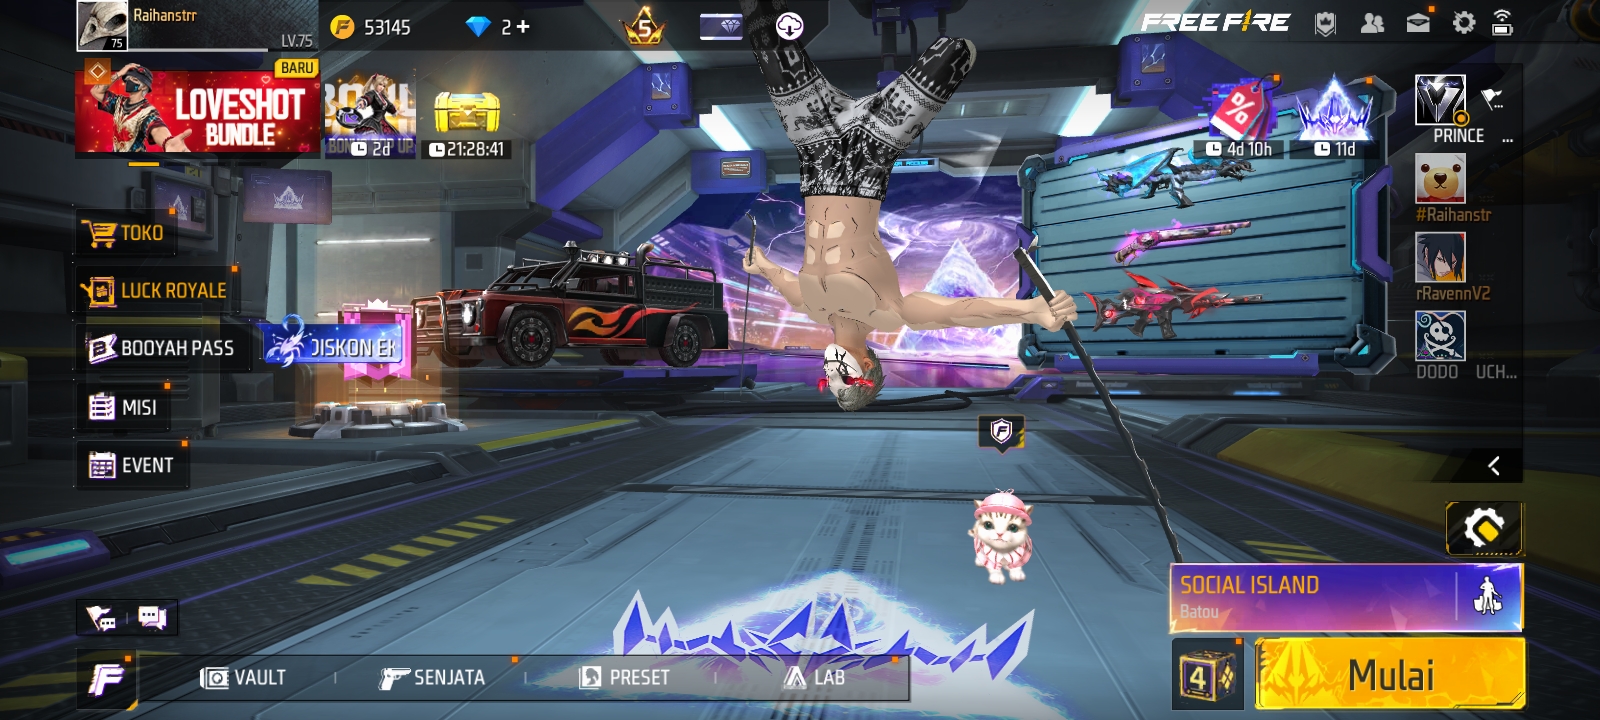 Raihanstrr
75
LV.75
53145
2 +
5
FREE FIRE
BARU
LOVESHOT
BUNDLE
2d
21:28:41
4d 10h
11d
PRINCE ...
#Raihanstr
rRavennV2
DODO UCH...
TOKO
LUCK ROYALE
BOOYAH PASS
DISKON EK
MISI
EVENT
SOCIAL ISLAND
Batou
VAULT
SENJATA
PRESET
LAB
4
Mulai